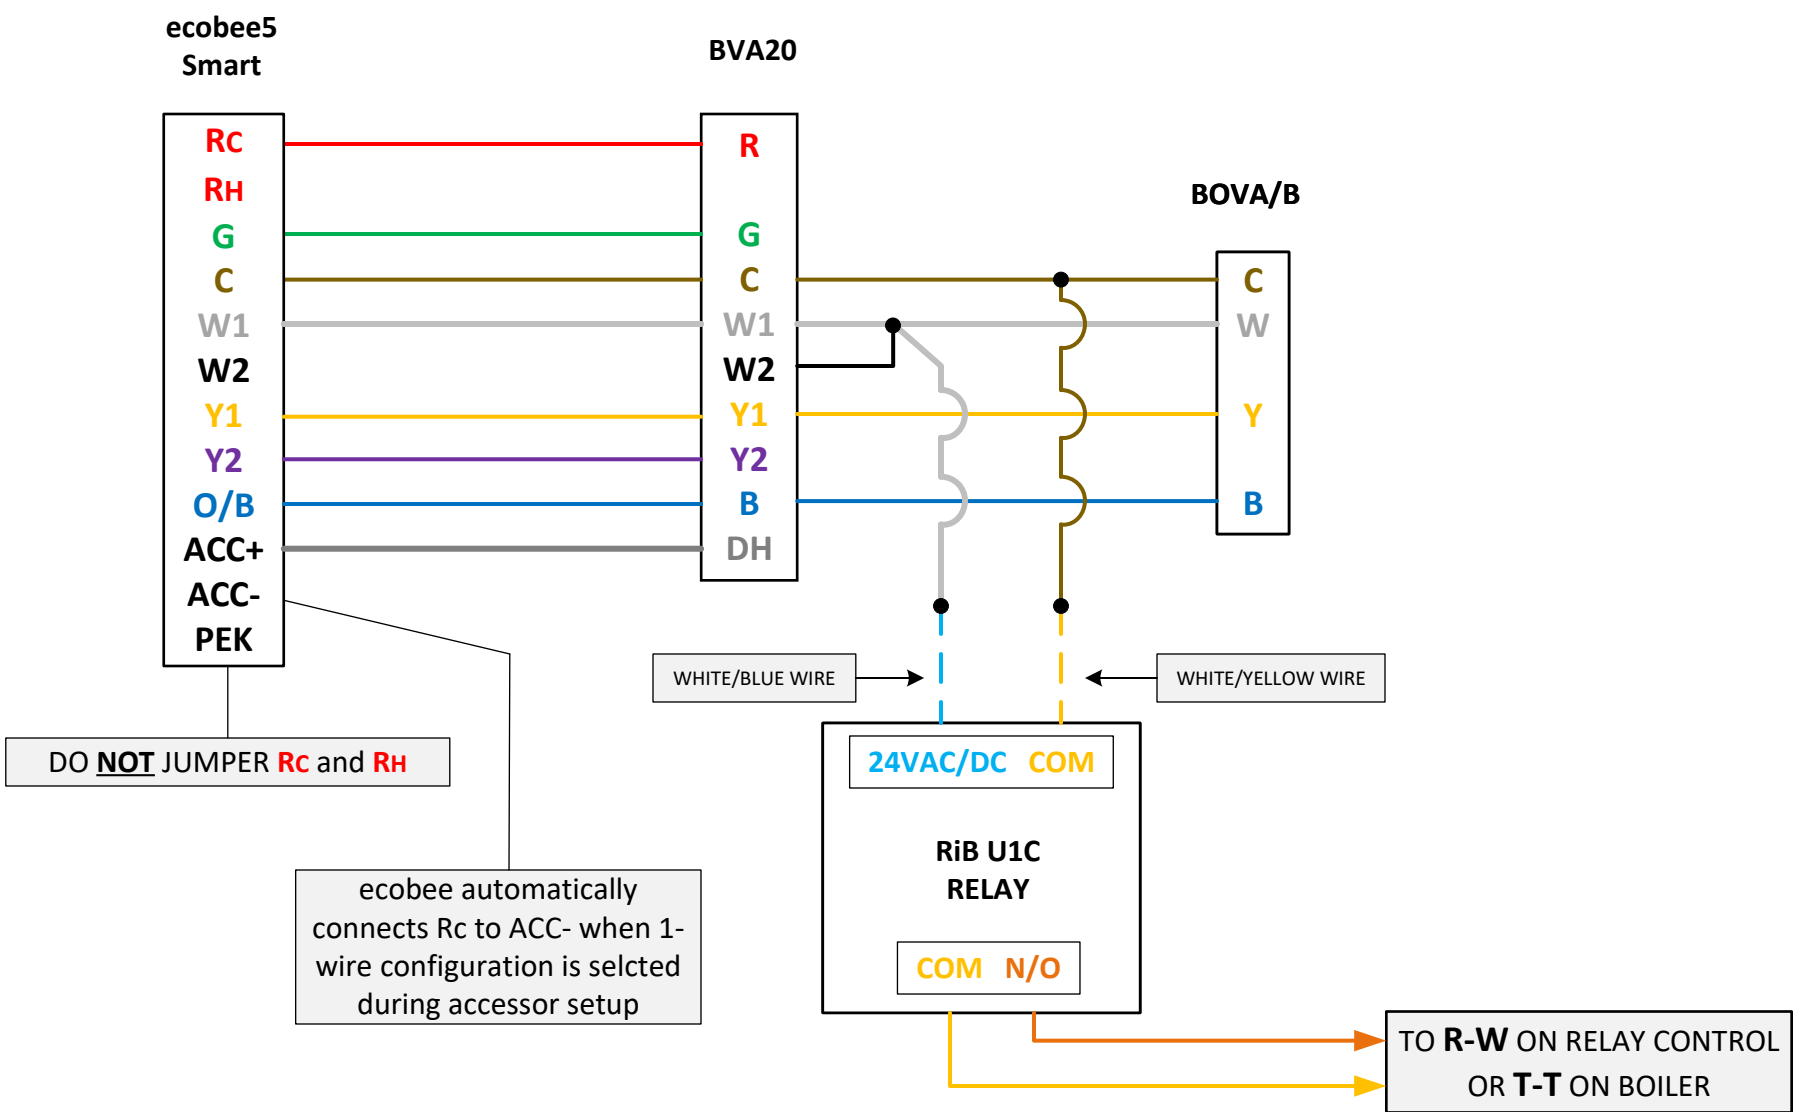 ecobee5
Smart
BVA20
BOVA/B
RC
RH
G
C
W1
W2
Y1
Y2
O/B
ACC+
ACC-
PEK
R
G
C
W1
W2
Y1
Y2
B
DH
C
W
Y
B
WHITE/BLUE WIRE
WHITE/YELLOW WIRE
DO NOT JUMPER RC and RH
ecobee automatically
connects Rc to ACC- when 1-
wire configuration is selcted
during accessor setup
24VAC/DC COM
RiB U1C
RELAY
COM N/O
TO R-W ON RELAY CONTROL
OR T-T ON BOILER